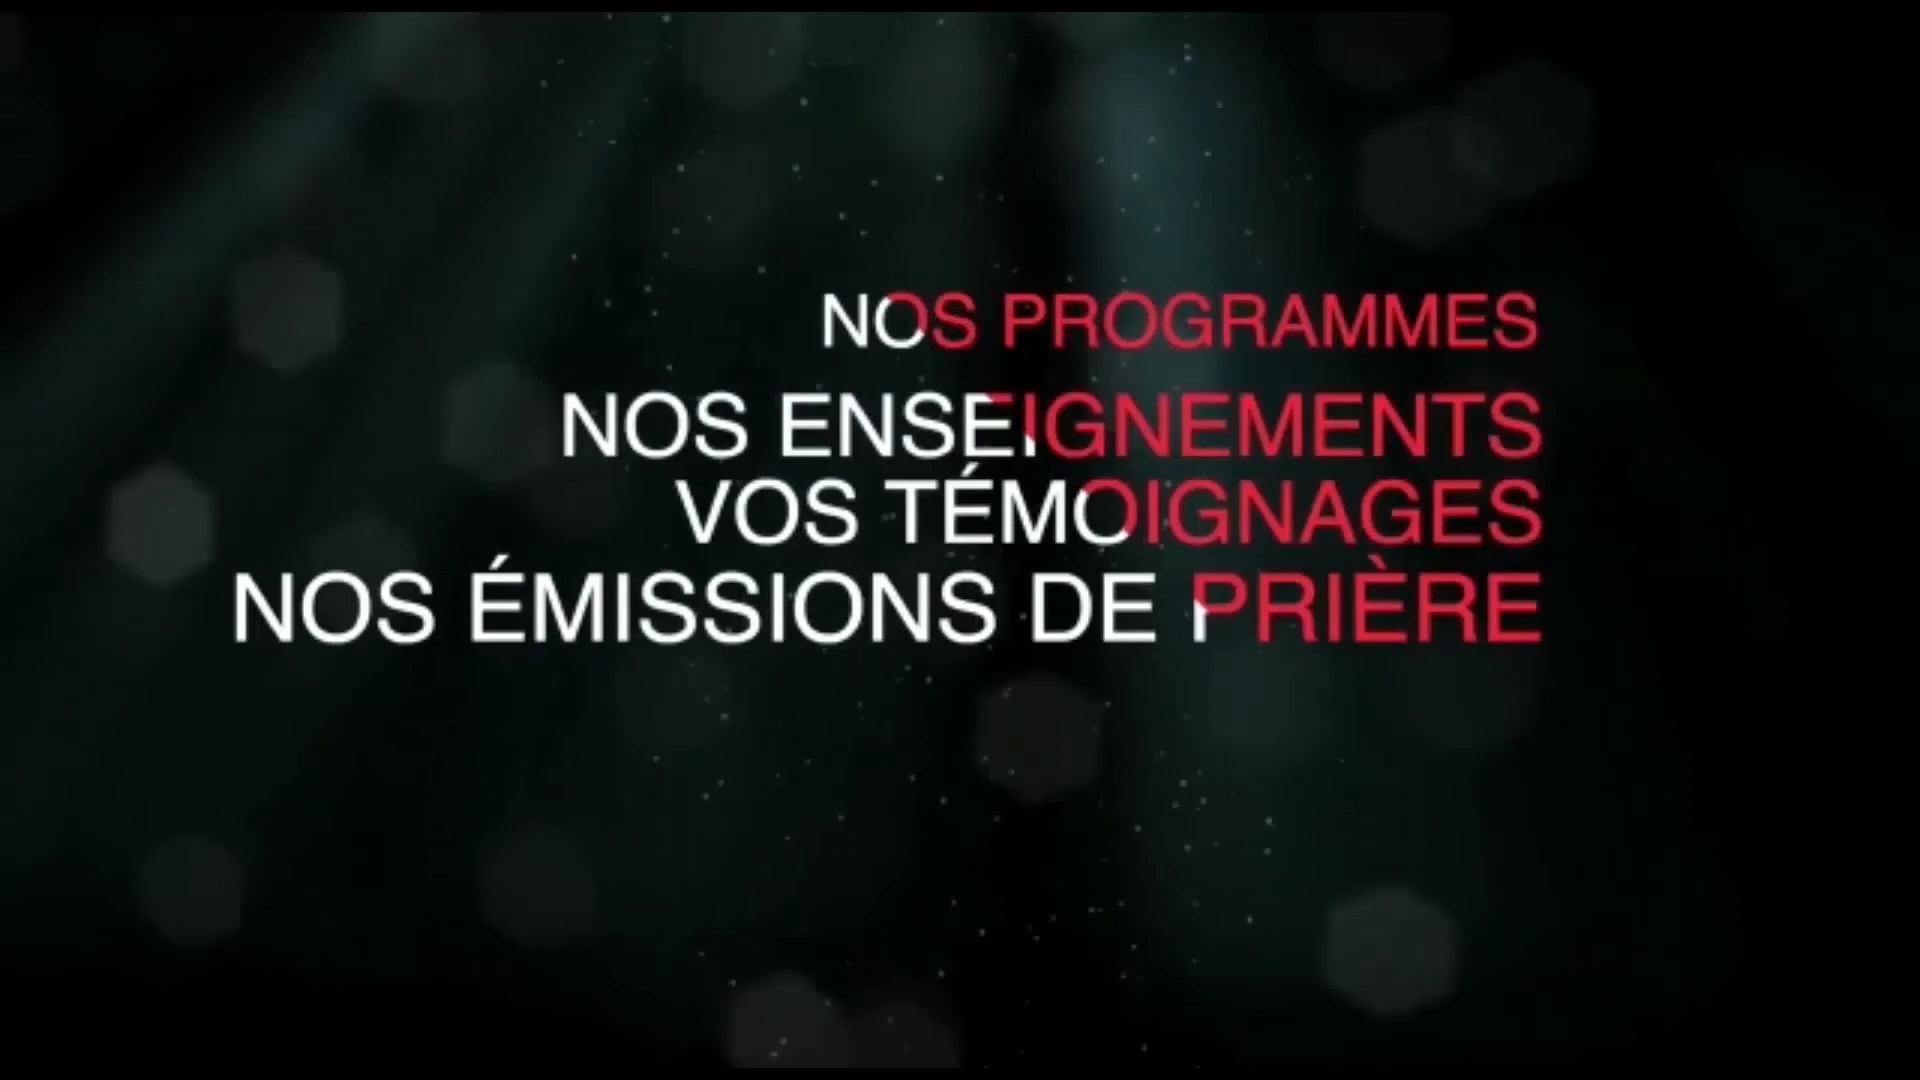 NOS PROGRAMMES
NOS ENSEIGNEMENTS
VOS TÉMOIGNAGES
NOS ÉMISSIONS DE PRIÈRE